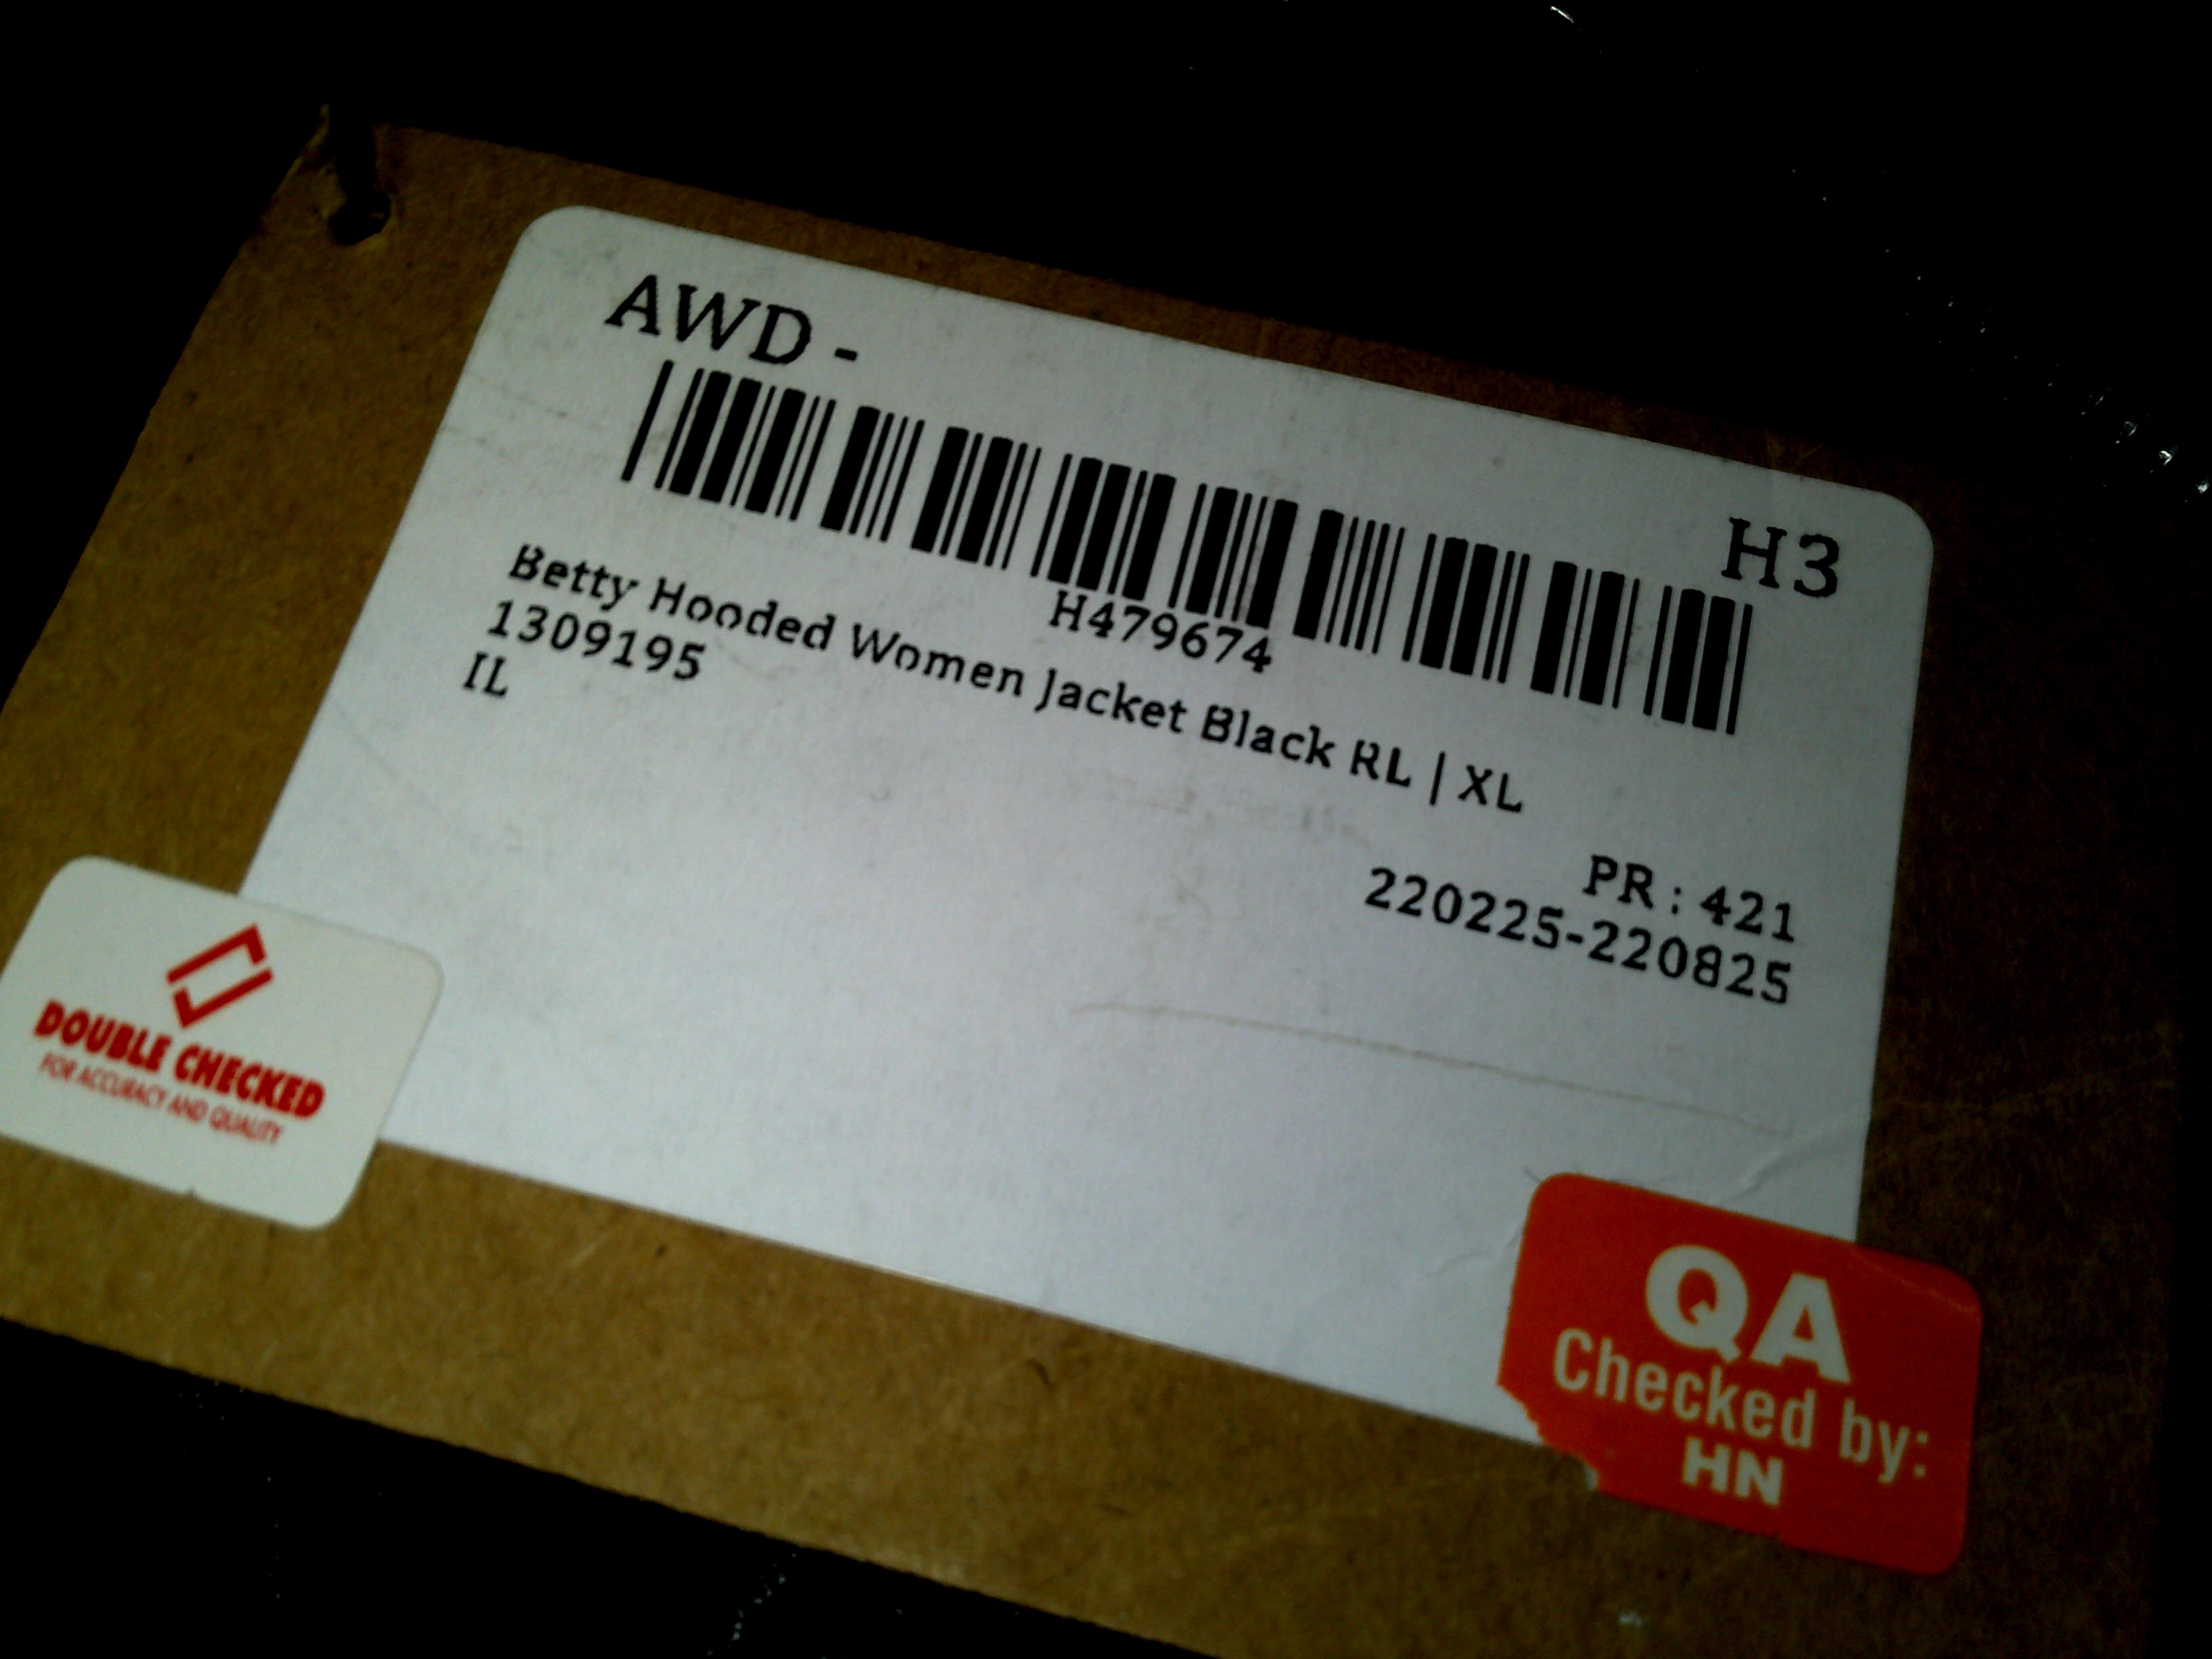 AWD -
H3
H479674
Betty Hooded Women Jacket Black RL | XL
1309195
IL
PR : 421
220225-220825
DOUBLE CHECKED
FOR ACCURACY AND QUALITY
QA
Checked by:
HN